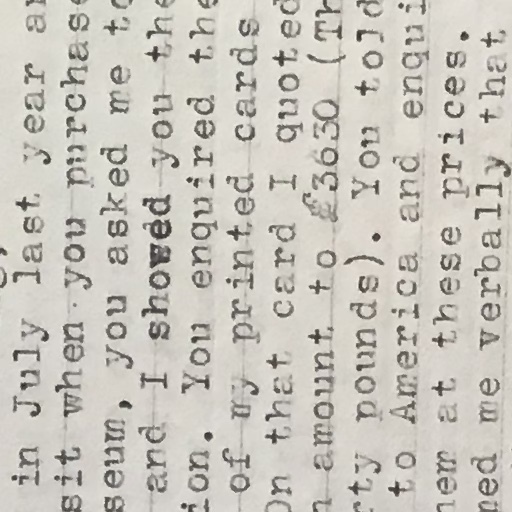 in July last year an
sit when you purchase
seum, you asked me to
and I showed you the
ion. You enquired the
of my printed cards
On that card I quoted
n amount to £3630 (Th
rty pounds). You told
to America and enqui
hem at these prices.
med me verbally that